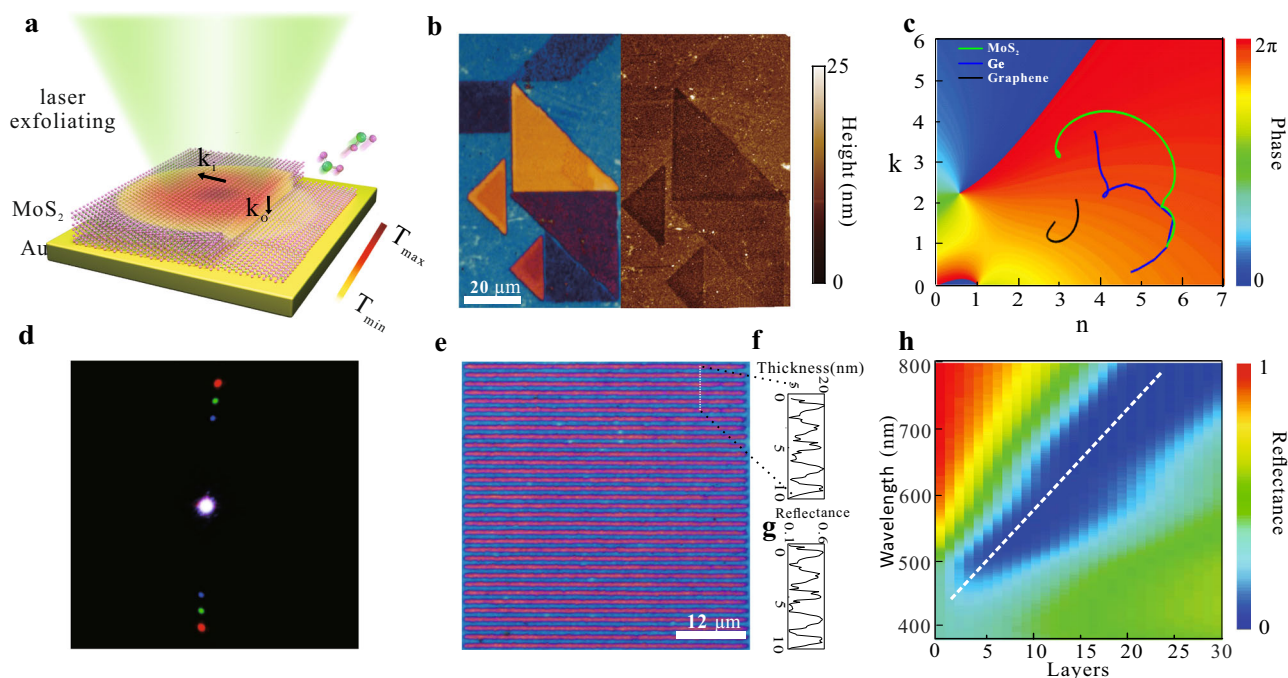 a
laser
exfoliating
k_i
k_o
MoS₂
Au
T_max
T_min
b
20 μm
25
Height (nm)
0
c
MoS₂
Ge
Graphene
6
5
4
3
2
1
0
k
0 1 2 3 4 5 6 7
n
2π
Phase
0
d
e
12 μm
f
Thickness(nm)
5 20
0
5
10
g
Reflectance
0.1 0.6
0
5
10
h
800
700
600
500
400
Wavelength (nm)
0 5 10 15 20 25 30
Layers
1
Reflectance
0